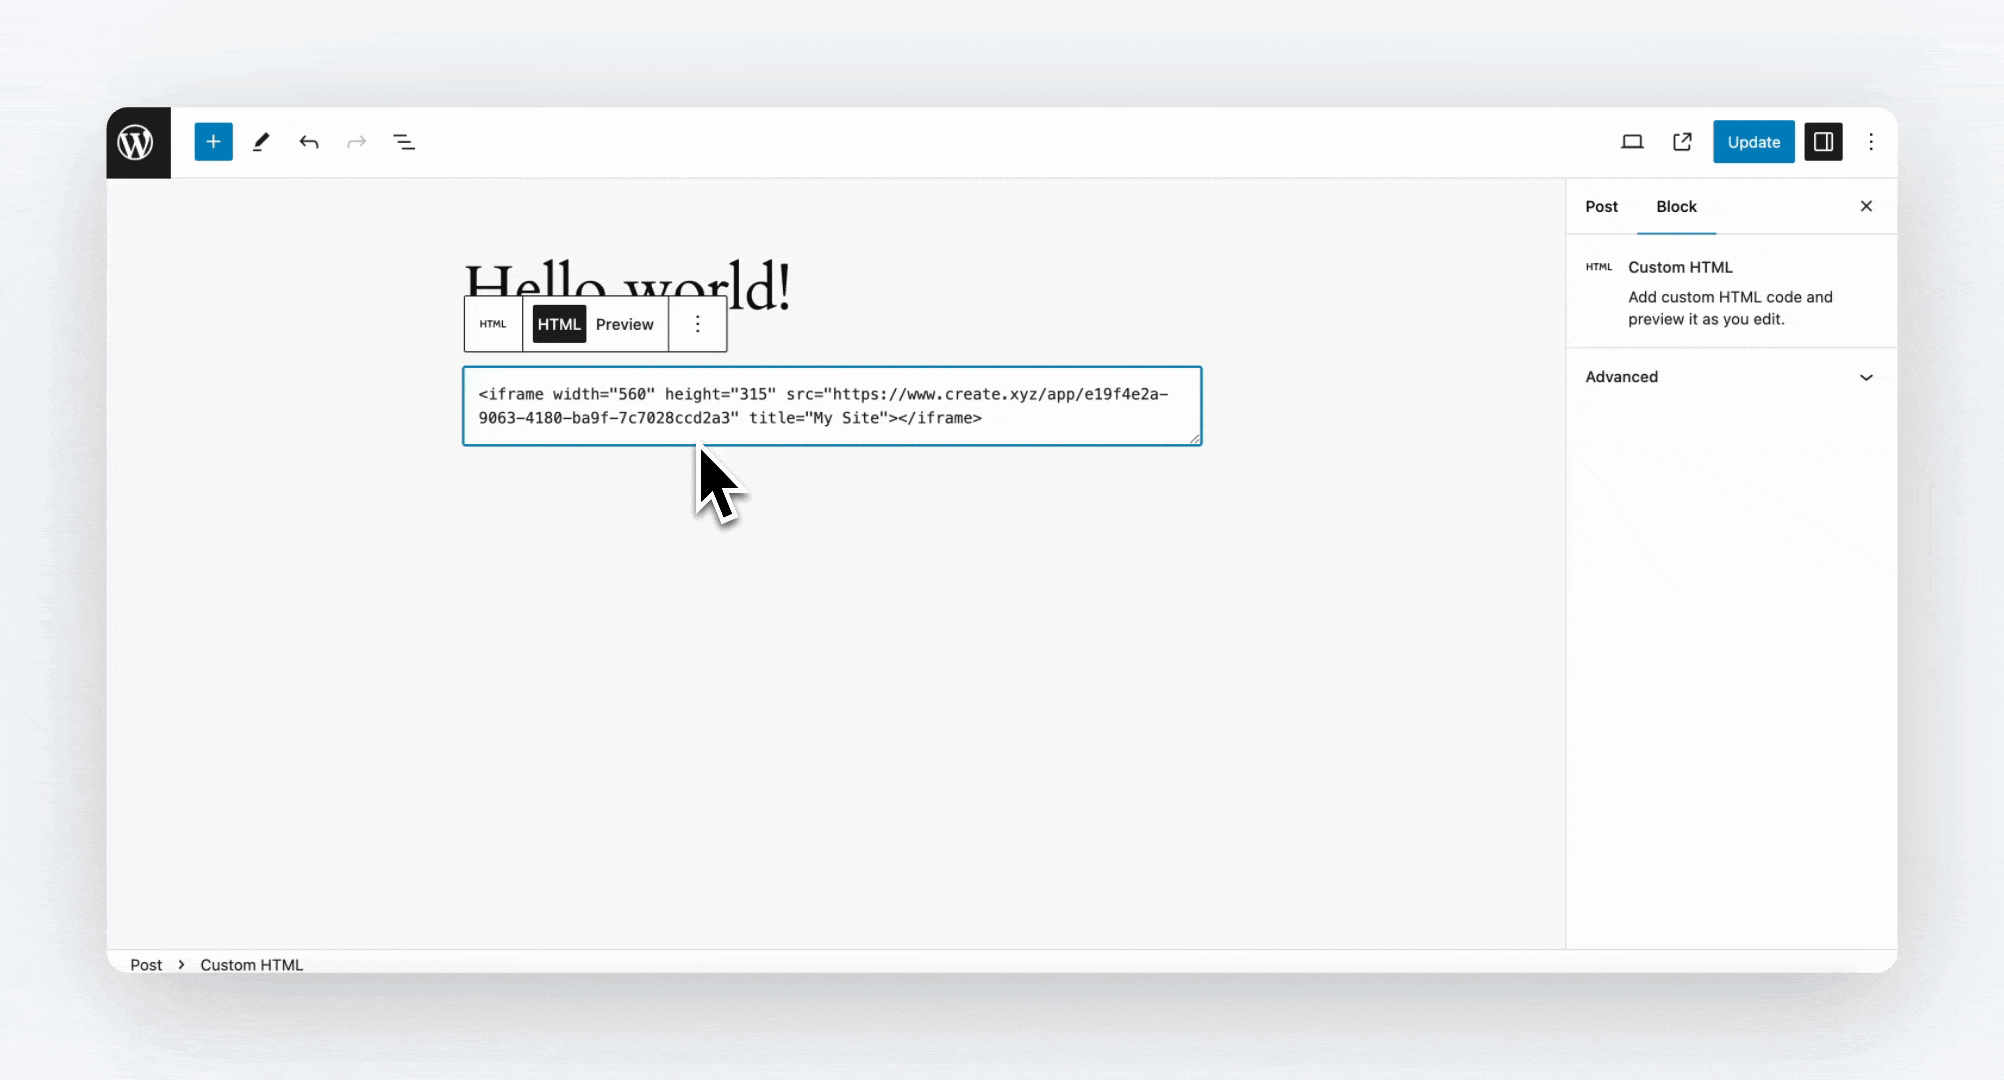 Update
Post Block
Hello world!
HTML Custom HTML
Add custom HTML code and
preview it as you edit.
HTML HTML Preview
Advanced
<iframe width="560" height="315" src="https://www.create.xyz/app/e19f4e2a-
9063-4180-ba9f-7c7028ccd2a3" title="My Site"></iframe>
Post > Custom HTML